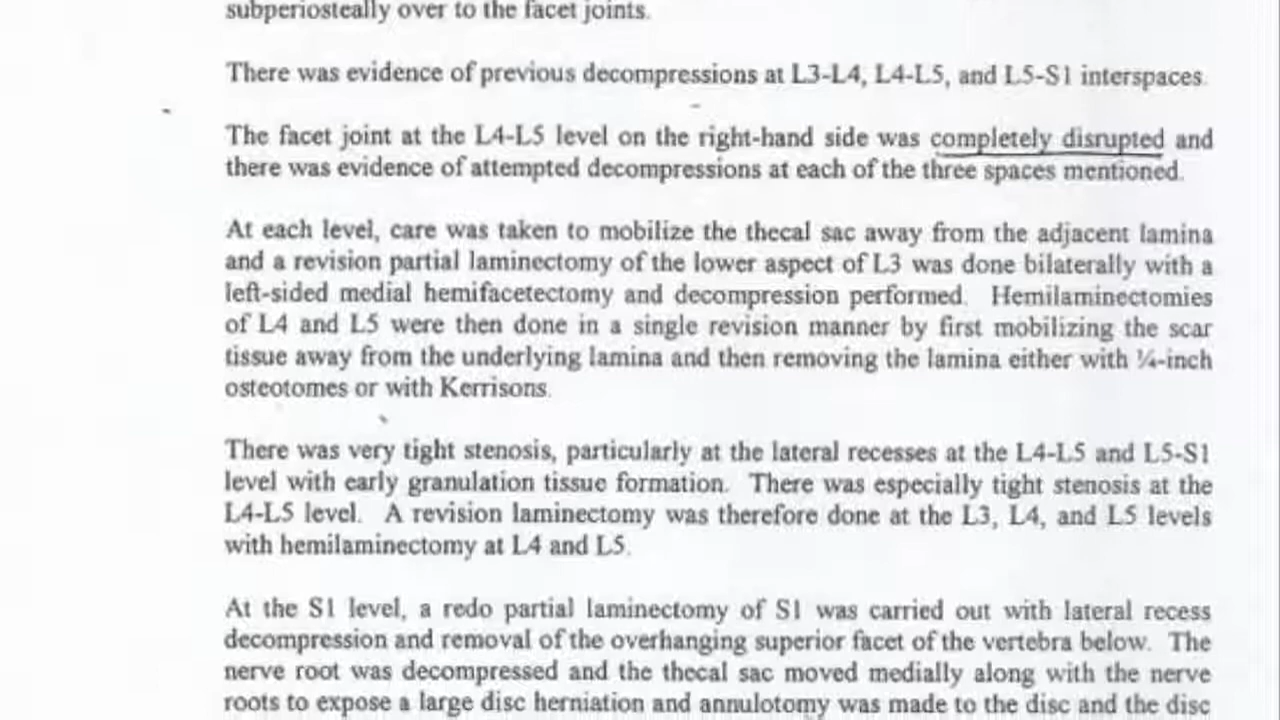 subperiosteally over to the facet joints.
There was evidence of previous decompressions at L3-L4, L4-L5, and L5-S1 interspaces.
The facet joint at the L4-L5 level on the right-hand side was completely disrupted and
there was evidence of attempted decompressions at each of the three spaces mentioned.
At each level, care was taken to mobilize the thecal sac away from the adjacent lamina
and a revision partial laminectomy of the lower aspect of L3 was done bilaterally with a
left-sided medial hemifacetectomy and decompression performed. Hemilaminectomies
of L4 and L5 were then done in a single revision manner by first mobilizing the scar
tissue away from the underlying lamina and then removing the lamina either with ¼-inch
osteotomes or with Kerrisons.
There was very tight stenosis, particularly at the lateral recesses at the L4-L5 and L5-S1
level with early granulation tissue formation. There was especially tight stenosis at the
L4-L5 level. A revision laminectomy was therefore done at the L3, L4, and L5 levels
with hemilaminectomy at L4 and L5.
At the S1 level, a redo partial laminectomy of S1 was carried out with lateral recess
decompression and removal of the overhanging superior facet of the vertebra below. The
nerve root was decompressed and the thecal sac moved medially along with the nerve
roots to expose a large disc herniation and annulotomy was made to the disc and the disc